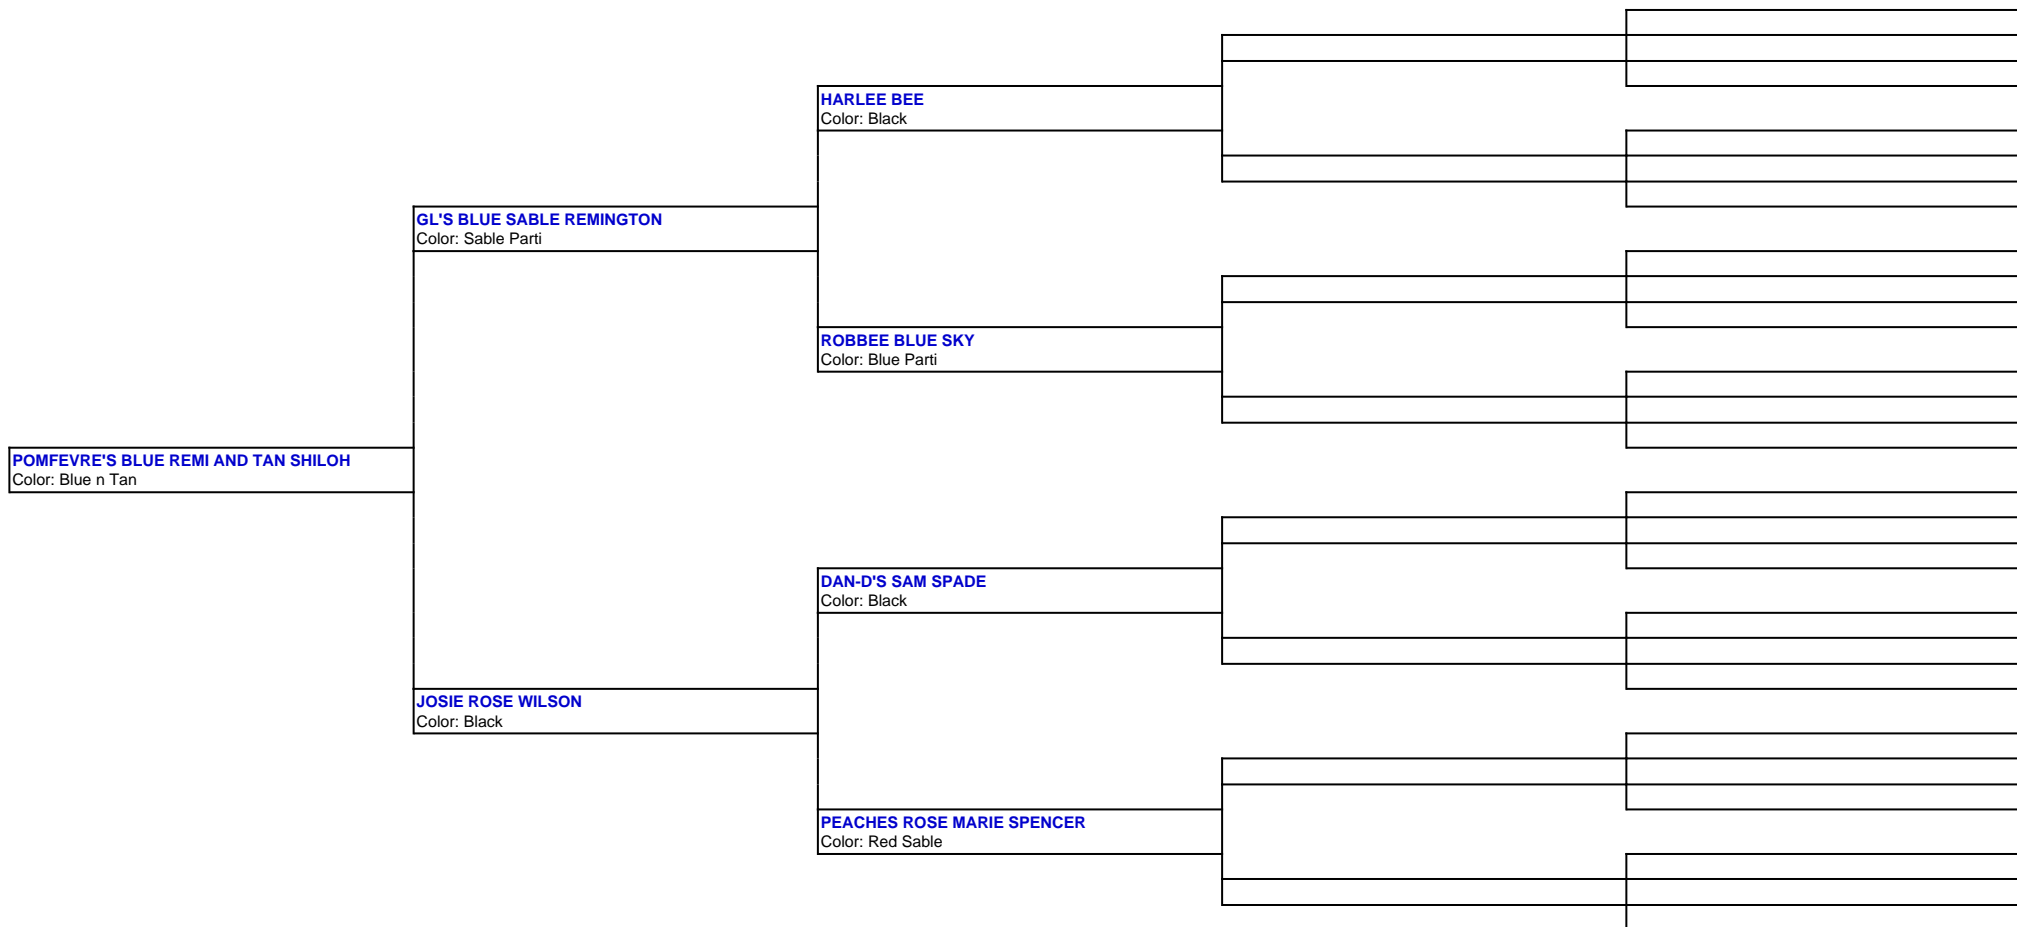 HARLEE BEE
Color: Black
GL'S BLUE SABLE REMINGTON
Color: Sable Parti
ROBBEE BLUE SKY
Color: Blue Parti
POMFEVRE'S BLUE REMI AND TAN SHILOH
Color: Blue n Tan
DAN-D'S SAM SPADE
Color: Black
JOSIE ROSE WILSON
Color: Black
PEACHES ROSE MARIE SPENCER
Color: Red Sable